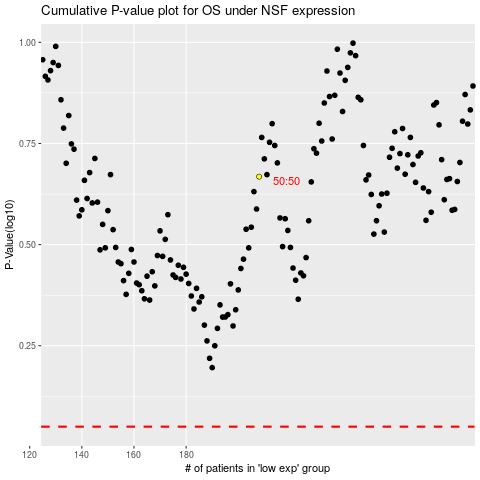 Cumulative P-value plot for OS under NSF expression
P-Value(log10)
1.00
0.75
0.50
0.25
50:50
120 140 160 180
# of patients in 'low exp' group